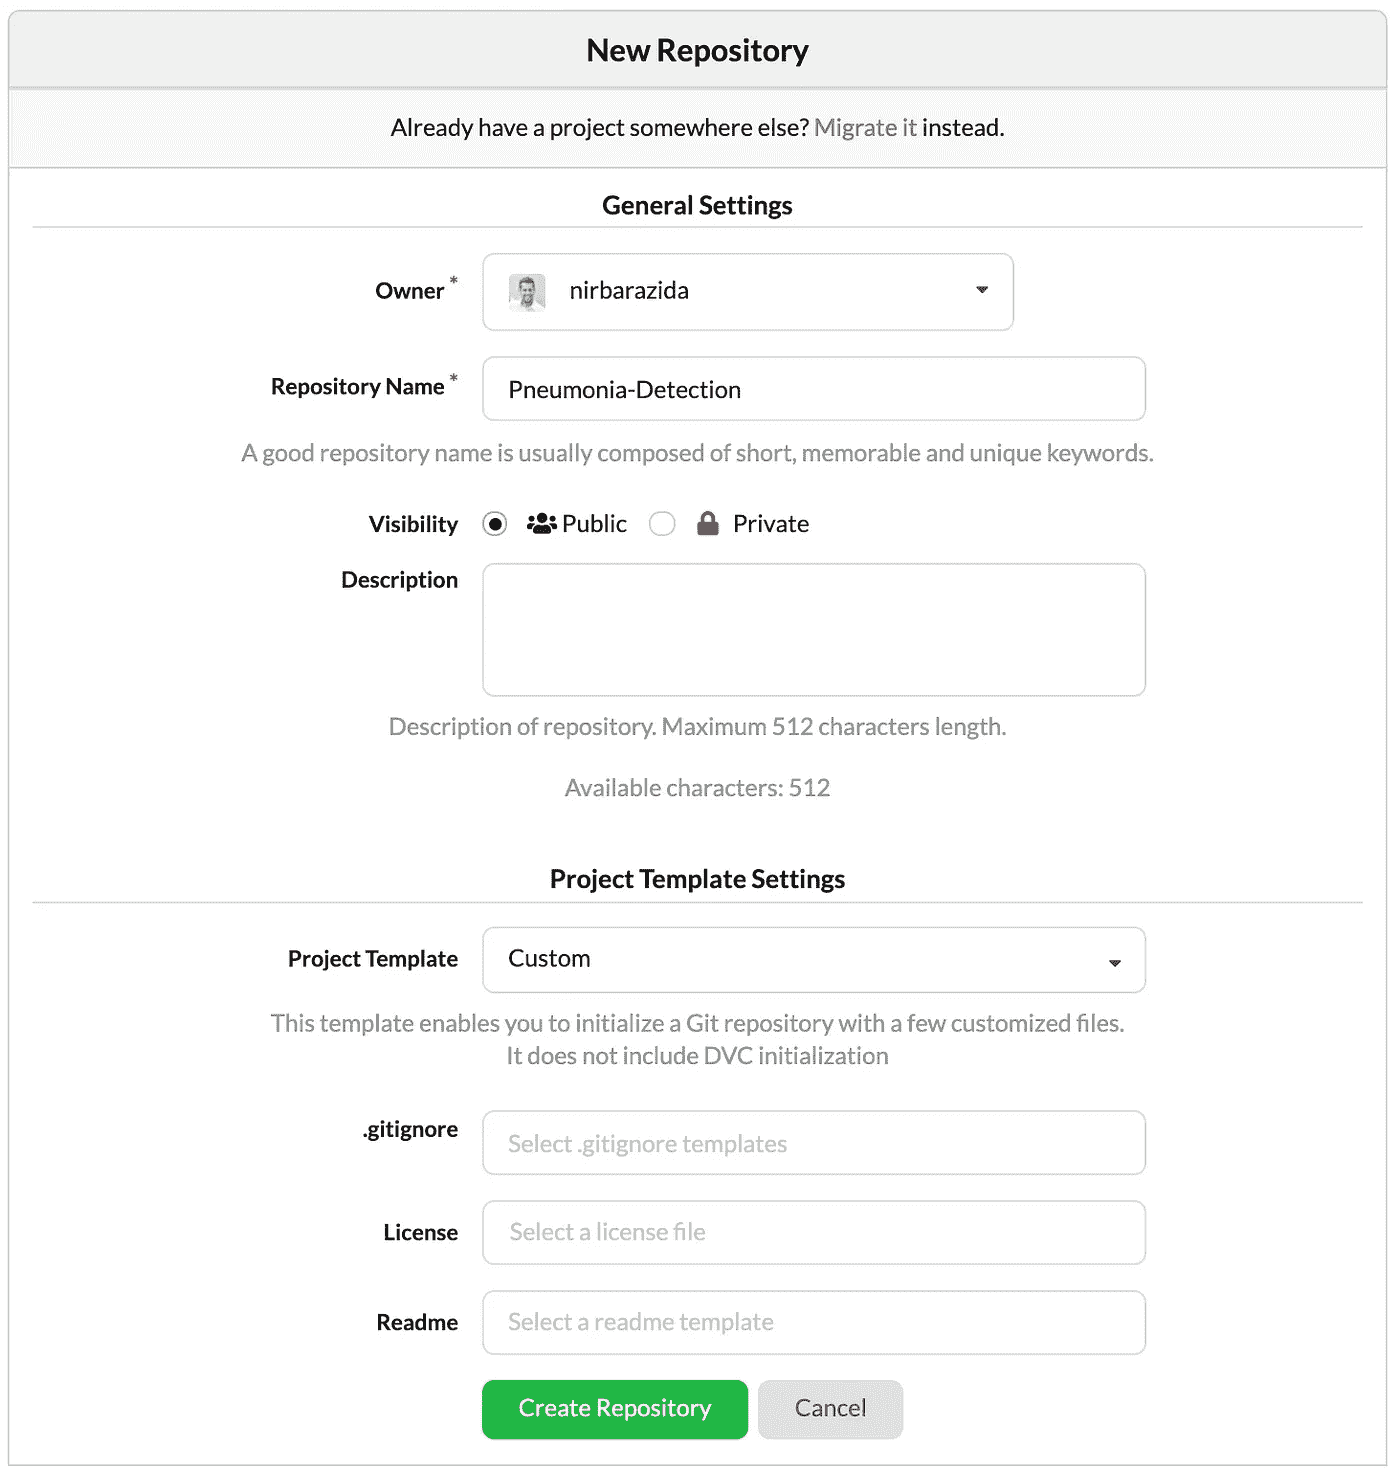 New Repository
Already have a project somewhere else? Migrate it instead.
General Settings
Owner *
nirbarazida
Repository Name *
Pneumonia-Detection
A good repository name is usually composed of short, memorable and unique keywords.
Visibility Public Private
Description
Description of repository. Maximum 512 characters length.
Available characters: 512
Project Template Settings
Project Template
Custom
This template enables you to initialize a Git repository with a few customized files.
It does not include DVC initialization
.gitignore
Select .gitignore templates
License
Select a license file
Readme
Select a readme template
Create Repository Cancel